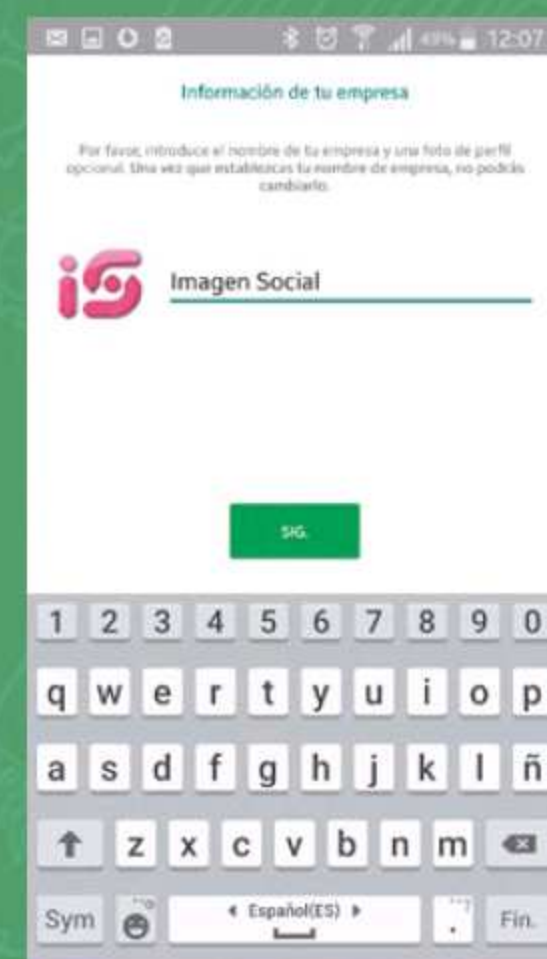 49% 12:07
Información de tu empresa
Por favor, introduce el nombre de tu empresa y una foto de perfil
opcional. Una vez que establezcas tu nombre de empresa, no podrás
cambiarlo.
iS
Imagen Social
SIG.
1 2 3 4 5 6 7 8 9 0
q w e r t y u i o p
a s d f g h j k l ñ
z x c v b n m
Sym Español(ES) . Fin.